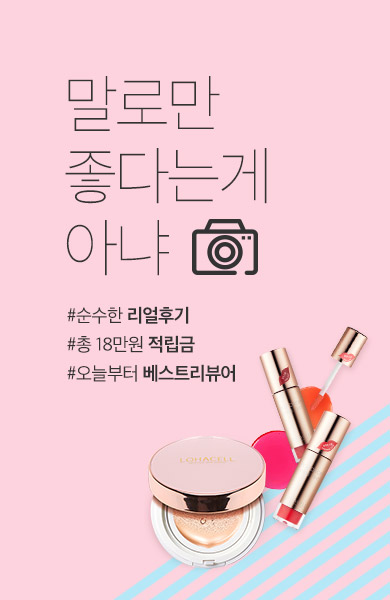 말로만
좋다는게
아냐
#순수한 리얼후기
#총 18만원 적립금
#오늘부터 베스트리뷰어